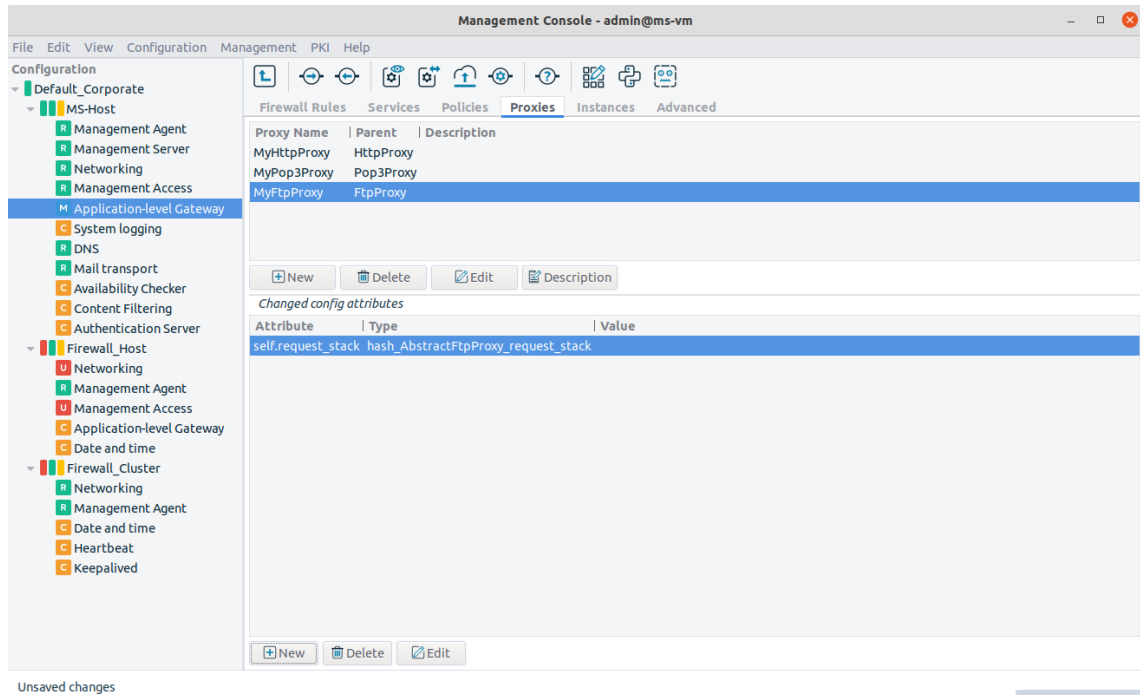 Management Console - admin@ms-vm
File Edit View Configuration Management PKI Help
Configuration
Default_Corporate
MS-Host
R Management Agent
R Management Server
R Networking
R Management Access
M Application-level Gateway
C System logging
R DNS
R Mail transport
C Availability Checker
C Content Filtering
C Authentication Server
Firewall_Host
U Networking
R Management Agent
U Management Access
C Application-level Gateway
C Date and time
Firewall_Cluster
R Networking
R Management Agent
C Date and time
C Heartbeat
C Keepalived
Firewall Rules Services Policies Proxies Instances Advanced
Proxy Name Parent Description
MyHttpProxy HttpProxy
MyPop3Proxy Pop3Proxy
MyFtpProxy FtpProxy
New Delete Edit Description
Changed config attributes
Attribute Type Value
self.request_stack hash_AbstractFtpProxy_request_stack
New Delete Edit
Unsaved changes